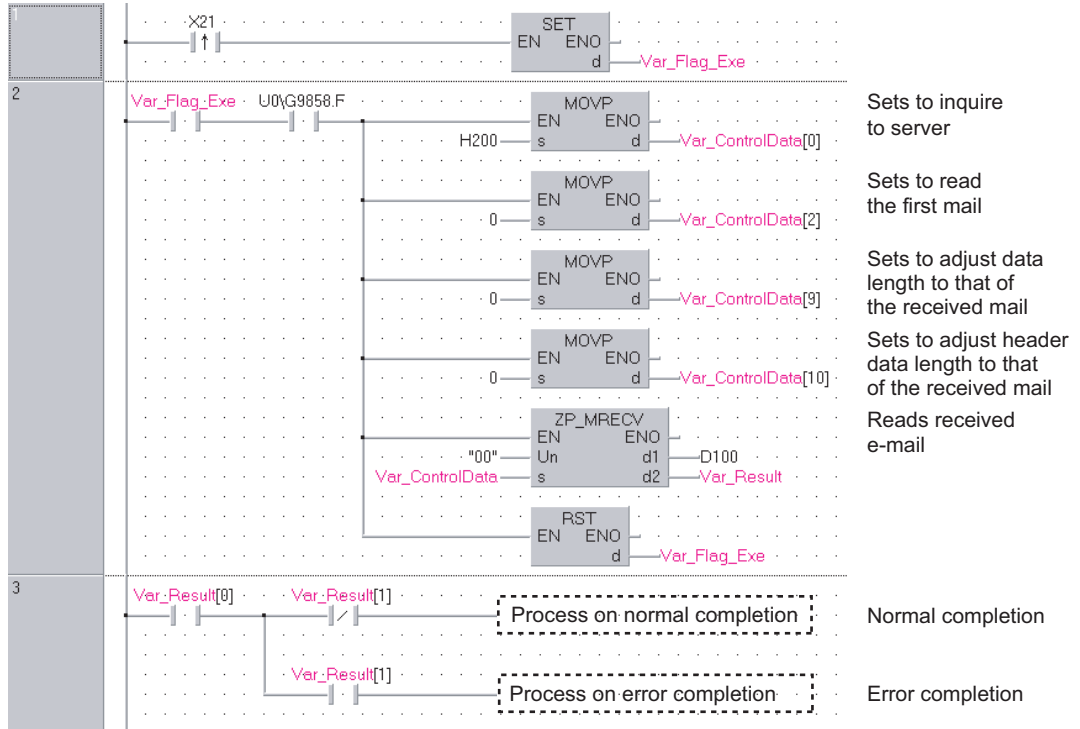 1
X21
↑
SET
EN ENO
d Var_Flag_Exe
2
Var_Flag_Exe U0\G9858.F
MOVP
EN ENO
H200 s d Var_ControlData[0]
Sets to inquire
to server
MOVP
EN ENO
0 s d Var_ControlData[2]
Sets to read
the first mail
MOVP
EN ENO
0 s d Var_ControlData[9]
Sets to adjust data
length to that of
the received mail
MOVP
EN ENO
0 s d Var_ControlData[10]
Sets to adjust header
data length to that
of the received mail
ZP_MRECV
EN ENO
"00" Un d1 D100
Var_ControlData s d2 Var_Result
Reads received
e-mail
RST
EN ENO
d Var_Flag_Exe
3
Var_Result[0] Var_Result[1]
Process on normal completion
Normal completion
Var_Result[1]
Process on error completion
Error completion